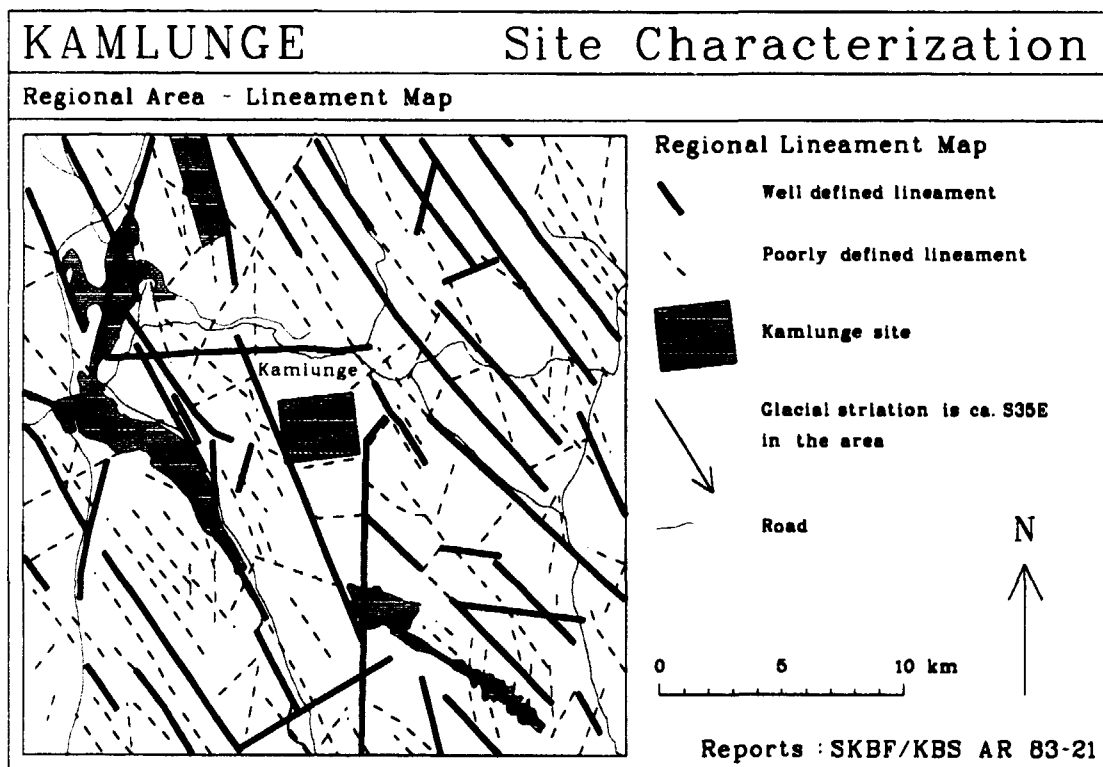 KAMLUNGE Site Characterization
Regional Area - Lineament Map
Regional Lineament Map
Well defined lineament
Poorly defined lineament
Kamlunge site
Kamlunge
Glacial striation is ca. S35E
in the area
Road
N
0 5 10 km
Reports : SKBF/KBS AR 83-21